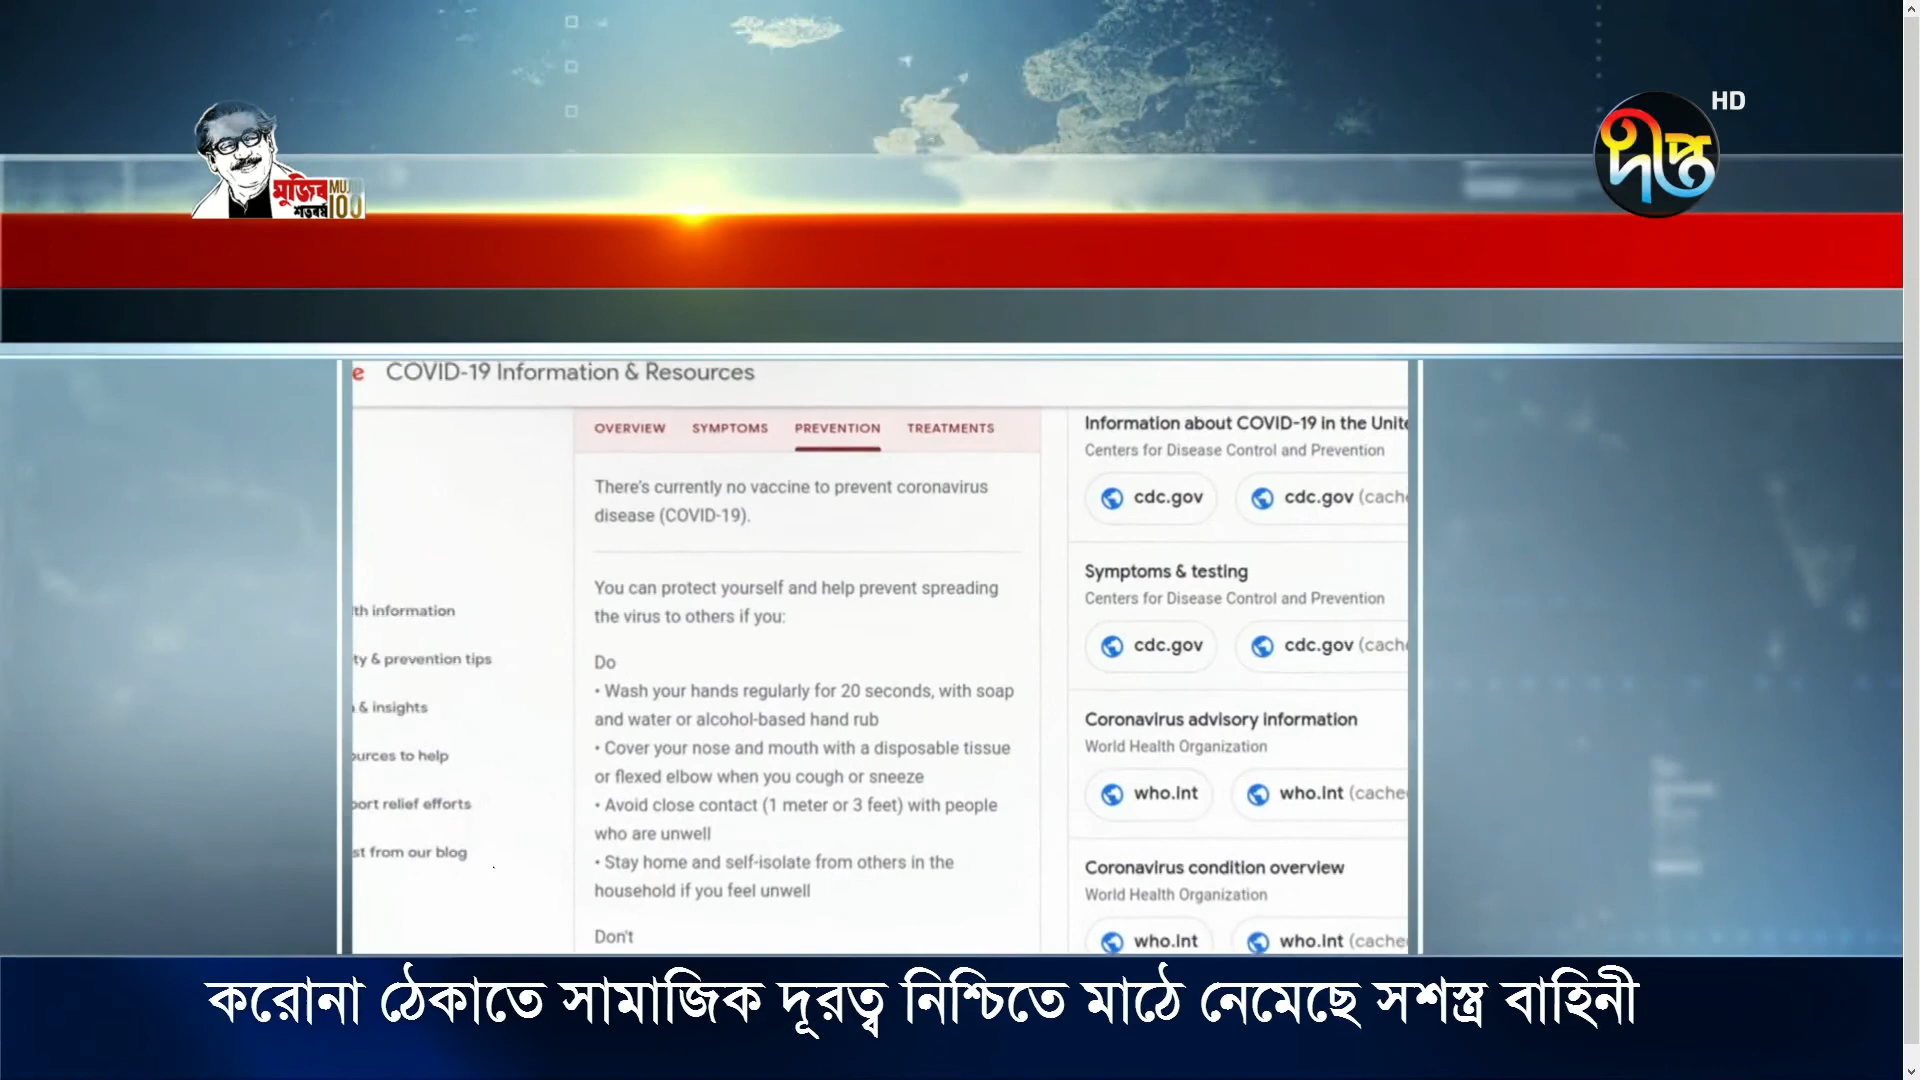 HD
দীপ্ত
মুজিব MUJIB
শতবর্ষ 100
e COVID-19 Information & Resources
OVERVIEW SYMPTOMS PREVENTION TREATMENTS
There's currently no vaccine to prevent coronavirus
disease (COVID-19).
You can protect yourself and help prevent spreading
the virus to others if you:
Do
• Wash your hands regularly for 20 seconds, with soap
and water or alcohol-based hand rub
• Cover your nose and mouth with a disposable tissue
or flexed elbow when you cough or sneeze
• Avoid close contact (1 meter or 3 feet) with people
who are unwell
• Stay home and self-isolate from others in the
household if you feel unwell
Don't
th information
ty & prevention tips
& insights
ources to help
port relief efforts
st from our blog
Information about COVID-19 in the Unite
Centers for Disease Control and Prevention
cdc.gov cdc.gov (cach
Symptoms & testing
Centers for Disease Control and Prevention
cdc.gov cdc.gov (cach
Coronavirus advisory information
World Health Organization
who.int who.int (cache
Coronavirus condition overview
World Health Organization
who.int who.int (cache
করোনা ঠেকাতে সামাজিক দূরত্ব নিশ্চিতে মাঠে নেমেছে সশস্ত্র বাহিনী